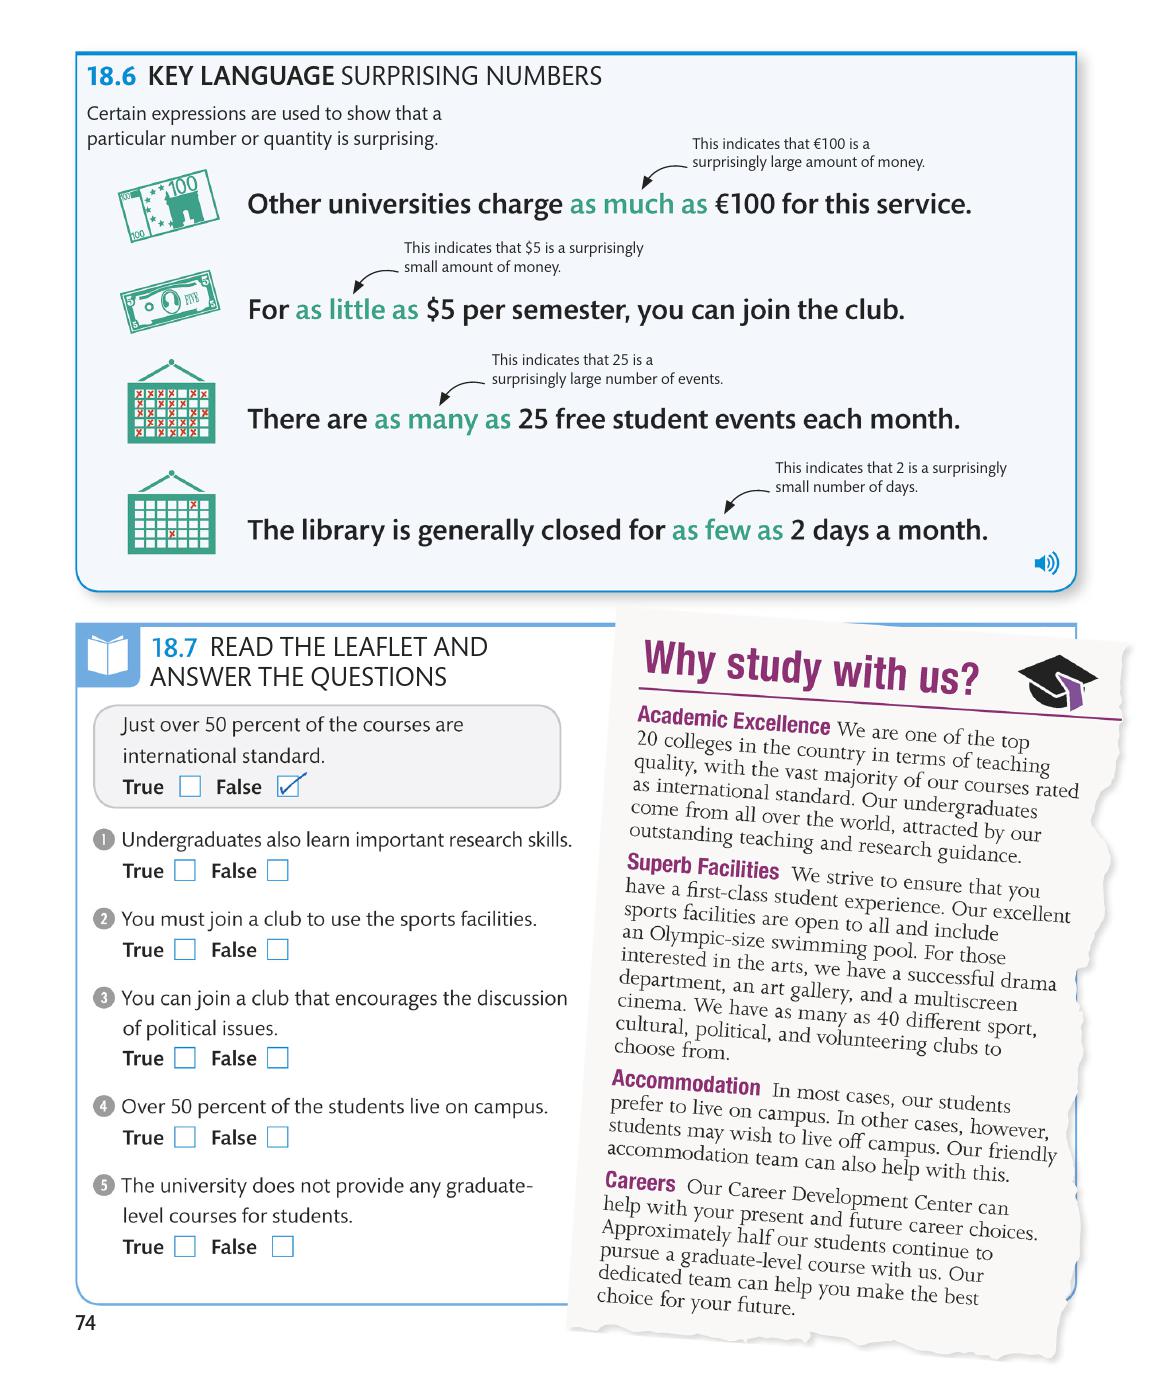 18.6 KEY LANGUAGE SURPRISING NUMBERS
Certain expressions are used to show that a
particular number or quantity is surprising.
This indicates that €100 is a
surprisingly large amount of money.
100
100
100
Other universities charge as much as €100 for this service.
This indicates that $5 is a surprisingly
small amount of money.
5
FIVE
5
5
For as little as $5 per semester, you can join the club.
This indicates that 25 is a
surprisingly large number of events.
There are as many as 25 free student events each month.
This indicates that 2 is a surprisingly
small number of days.
The library is generally closed for as few as 2 days a month.
18.7 READ THE LEAFLET AND
ANSWER THE QUESTIONS
Just over 50 percent of the courses are
international standard.
True False
1 Undergraduates also learn important research skills.
True False
2 You must join a club to use the sports facilities.
True False
3 You can join a club that encourages the discussion
of political issues.
True False
4 Over 50 percent of the students live on campus.
True False
5 The university does not provide any graduate-
level courses for students.
True False
Why study with us?
Academic Excellence We are one of the top
20 colleges in the country in terms of teaching
quality, with the vast majority of our courses rated
as international standard. Our undergraduates
come from all over the world, attracted by our
outstanding teaching and research guidance.
Superb Facilities We strive to ensure that you
have a first-class student experience. Our excellent
sports facilities are open to all and include
an Olympic-size swimming pool. For those
interested in the arts, we have a successful drama
department, an art gallery, and a multiscreen
cinema. We have as many as 40 different sport,
cultural, political, and volunteering clubs to
choose from.
Accommodation In most cases, our students
prefer to live on campus. In other cases, however,
students may wish to live off campus. Our friendly
accommodation team can also help with this.
Careers Our Career Development Center can
help with your present and future career choices.
Approximately half our students continue to
pursue a graduate-level course with us. Our
dedicated team can help you make the best
choice for your future.
74